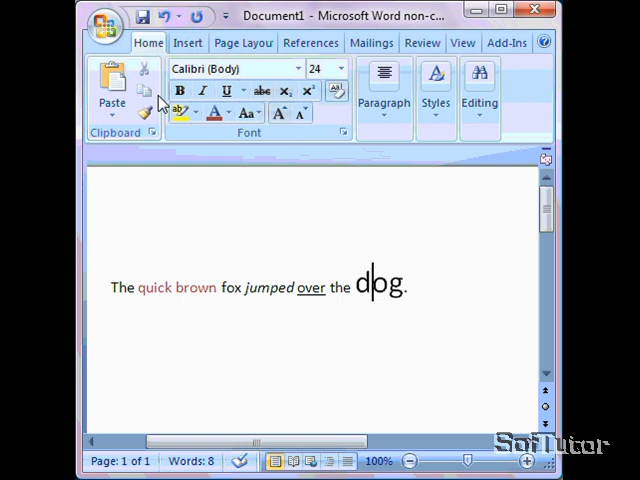 Document1 - Microsoft Word non-c...
Home Insert Page Layou References Mailings Review View Add-Ins
Calibri (Body) 24
B I U abc x₂ x²
Paste ab A Aa A A Paragraph Styles Editing
Clipboard Font
The quick brown fox jumped over the dog.
SofTutor
Page: 1 of 1 Words: 8 100%